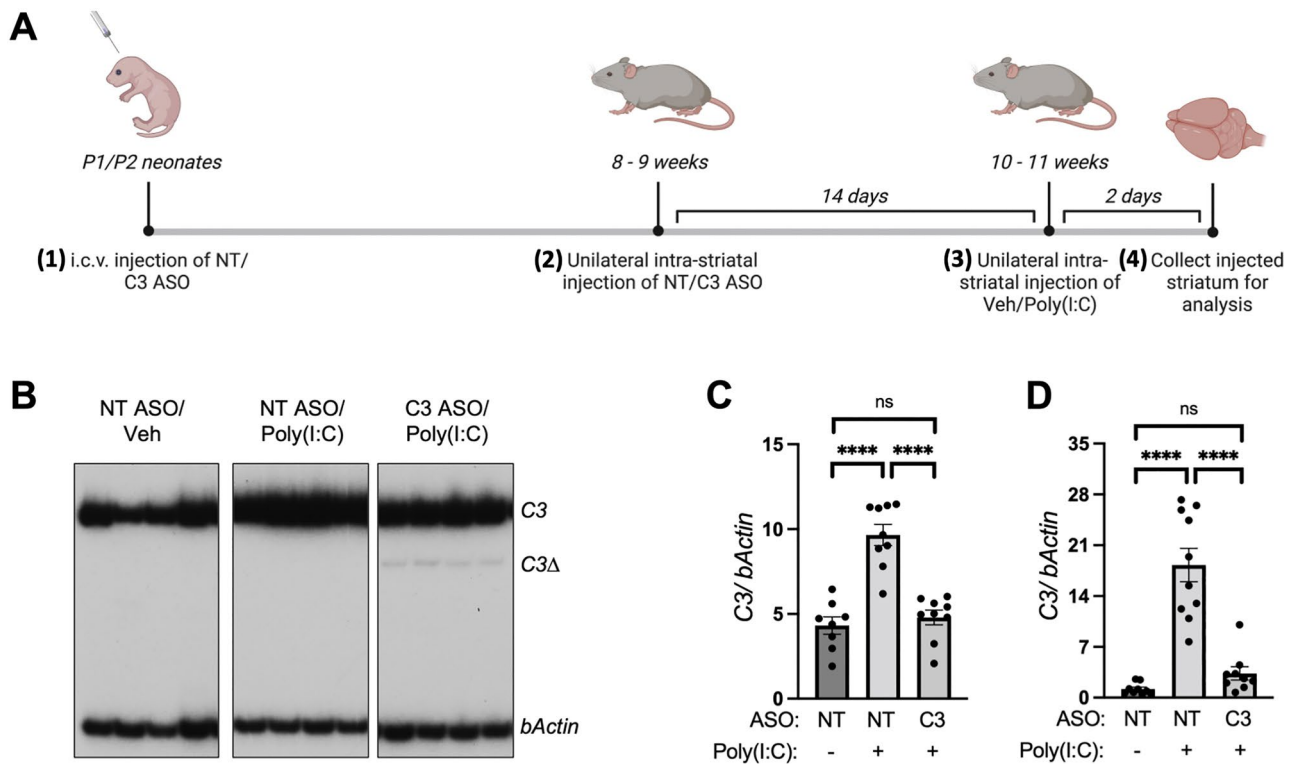 A
P1/P2 neonates
8 - 9 weeks
10 - 11 weeks
14 days
2 days
(1) i.c.v. injection of NT/
C3 ASO
(2) Unilateral intra-striatal
injection of NT/C3 ASO
(3) Unilateral intra-
striatal injection of
Veh/Poly(I:C)
(4) Collect injected
striatum for
analysis
B
NT ASO/
Veh
NT ASO/
Poly(I:C)
C3 ASO/
Poly(I:C)
C3
C3Δ
bActin
C
ns
**** ****
C3/ bActin
15
10
5
0
ASO: NT NT C3
Poly(I:C): - + +
D
ns
**** ****
C3/ bActin
35
28
21
14
7
0
ASO: NT NT C3
Poly(I:C): - + +